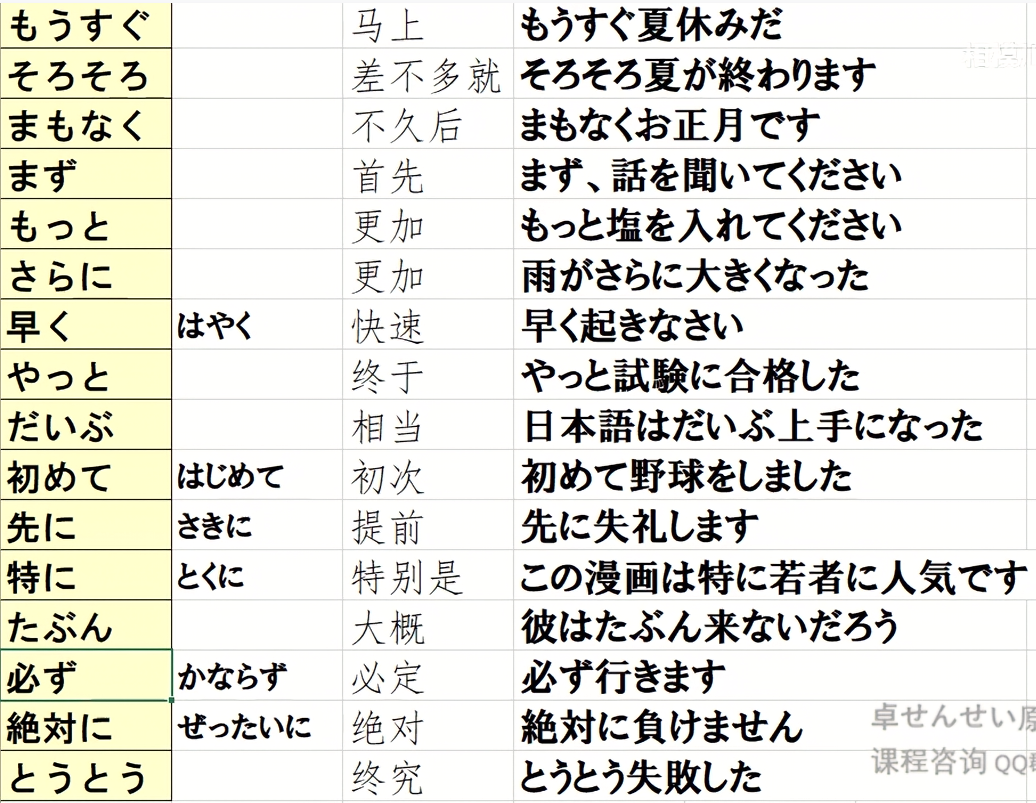 もうすぐ 马上 もうすぐ夏休みだ
そろそろ 差不多就 そろそろ夏が終わります
まもなく 不久后 まもなくお正月です
まず 首先 まず、話を聞いてください
もっと 更加 もっと塩を入れてください
さらに 更加 雨がさらに大きくなった
早く はやく 快速 早く起きなさい
やっと 终于 やっと試験に合格した
だいぶ 相当 日本語はだいぶ上手になった
初めて はじめて 初次 初めて野球をしました
先に さきに 提前 先に失礼します
特に とくに 特别是 この漫画は特に若者に人気です
たぶん 大概 彼はたぶん来ないだろう
必ず かならず 必定 必ず行きます
絶対に ぜったいに 绝对 絶対に負けません
とうとう 终究 とうとう失敗した
卓せんせい原
课程咨询 QQ群